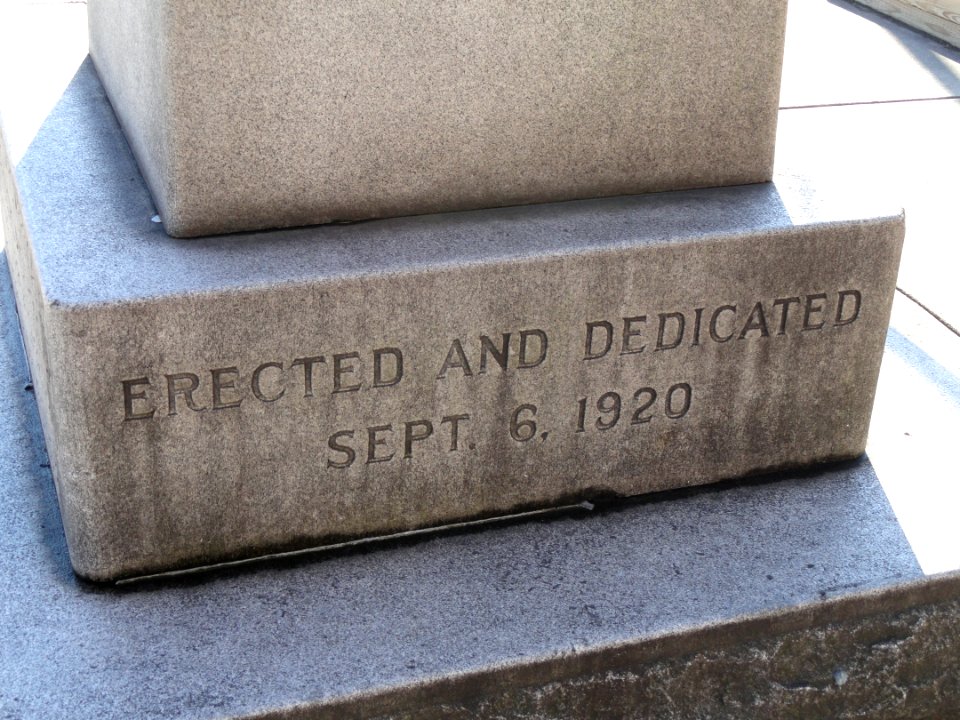 ERECTED AND DEDICATED
SEPT. 6, 1920